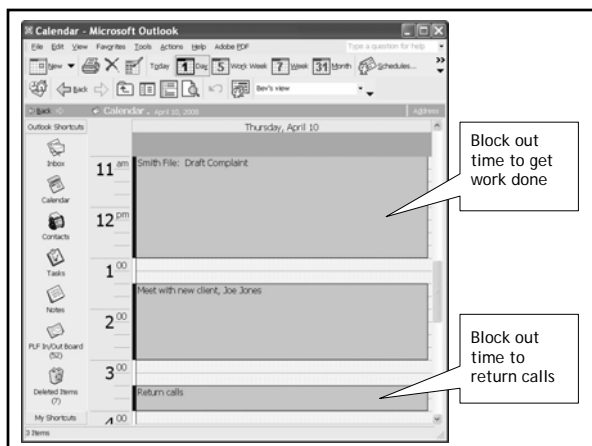 Calendar - Microsoft Outlook
File Edit View Favorites Tools Actions Help Adobe PDF
Type a question for help
New Today 1 Day 5 Work Week 7 Week 31 Month Schedules...
Back Bev's view
Back Calendar . April 10, 2008 Address
Outlook Shortcuts
Thursday, April 10
Inbox
Calendar
Contacts
Tasks
Notes
PLF In/Out Board
(52)
Deleted Items
(7)
My Shortcuts
11 am
Smith File: Draft Complaint
12 pm
1 00
Meet with new client, Joe Jones
2 00
3 00
Return calls
4 00
3 Items
Block out
time to get
work done
Block out
time to
return calls